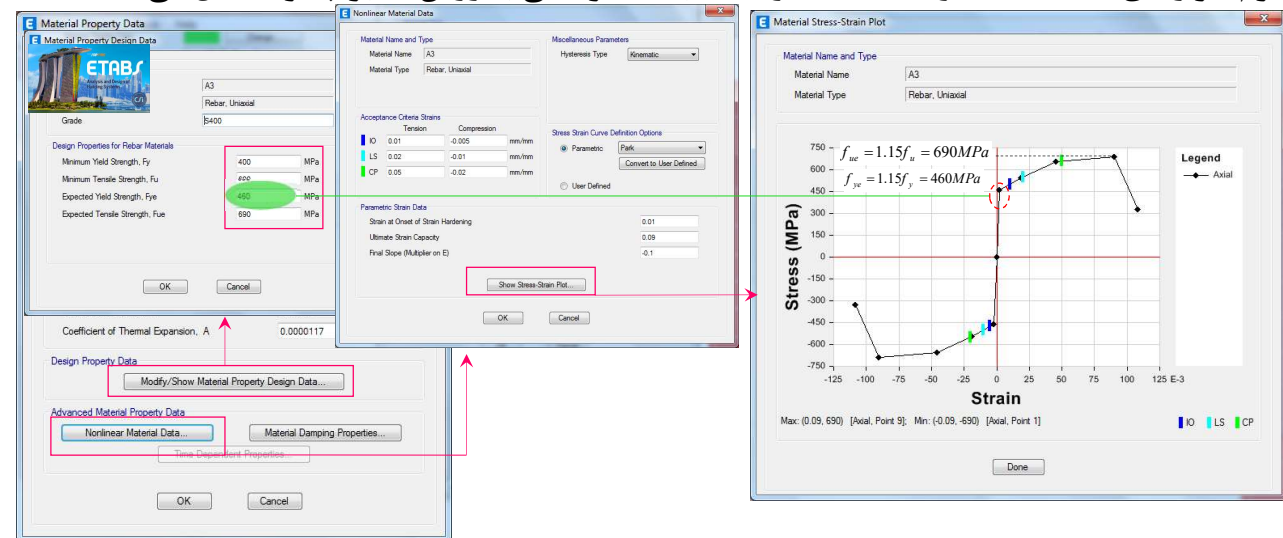 Material Property Data
Material Property Design Data
ETABS
A3
Rebar, Uniaxial
Grade
S400
Design Properties for Rebar Materials
Minimum Yield Strength, Fy 400 MPa
Minimum Tensile Strength, Fu 600 MPa
Expected Yield Strength, Fye 460 MPa
Expected Tensile Strength, Fue 690 MPa
OK Cancel
Coefficient of Thermal Expansion, A 0.0000117
Design Property Data
Modify/Show Material Property Design Data...
Advanced Material Property Data
Nonlinear Material Data... Material Damping Properties...
Time Dependent Properties...
OK Cancel
Nonlinear Material Data
Material Name and Type
Material Name A3
Material Type Rebar, Uniaxial
Miscellaneous Parameters
Hysteresis Type Kinematic
Acceptance Criteria Strains
Tension Compression
IO 0.01 -0.005 mm/mm
LS 0.02 -0.01 mm/mm
CP 0.05 -0.02 mm/mm
Stress Strain Curve Definition Options
Parametric Park
Convert to User Defined
User Defined
Parametric Strain Data
Strain at Onset of Strain Hardening 0.01
Ultimate Strain Capacity 0.09
Final Slope (Multiplier on E) -0.1
Show Stress-Strain Plot...
OK Cancel
Material Stress-Strain Plot
Material Name and Type
Material Name A3
Material Type Rebar, Uniaxial
f_ue = 1.15f_u = 690MPa
f_ye = 1.15f_y = 460MPa
750
600
450
300
150
0
-150
-300
-450
-600
-750
Stress (MPa)
-125 -100 -75 -50 -25 0 25 50 75 100 125 E-3
Strain
Legend
Axial
Max: (0.09, 690) [Axial, Point 9]; Min: (-0.09, -690) [Axial, Point 1]
IO LS CP
Done